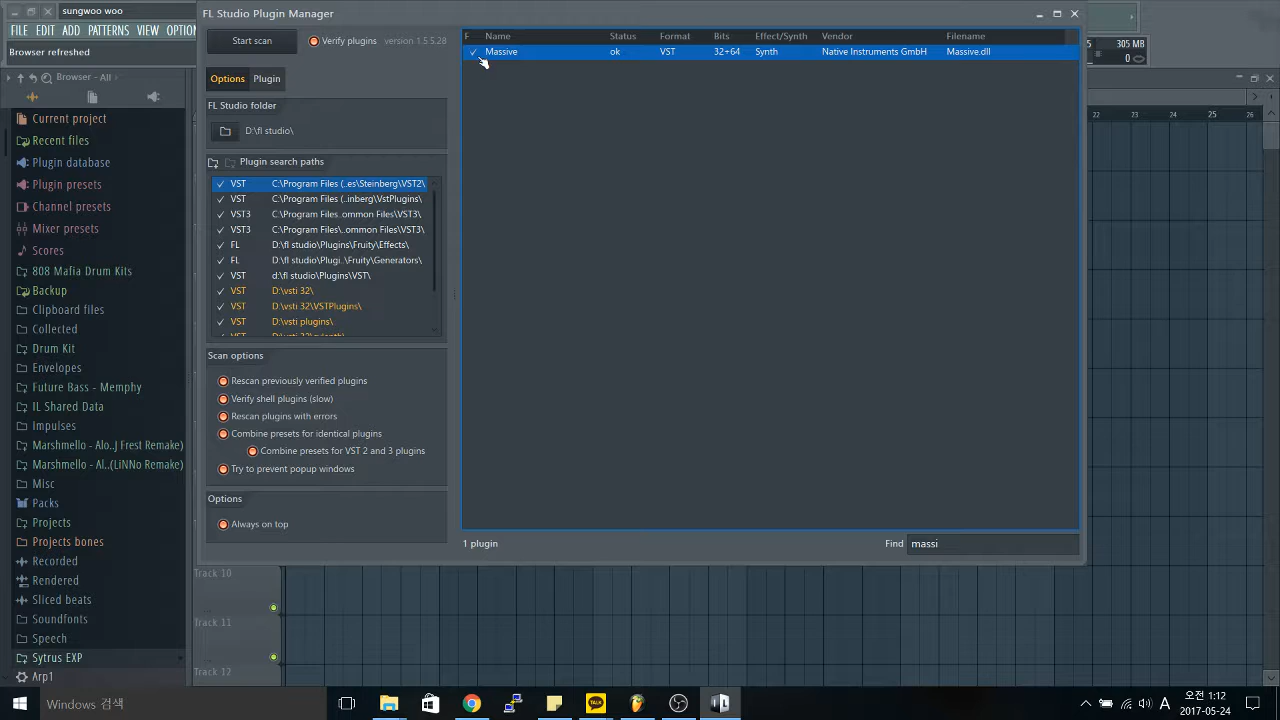 sungwoo woo
FILE EDIT ADD PATTERNS VIEW OPTION
Browser refreshed
Browser - All
Current project
Recent files
Plugin database
Plugin presets
Channel presets
Mixer presets
Scores
808 Mafia Drum Kits
Backup
Clipboard files
Collected
Drum Kit
Envelopes
Future Bass - Memphy
IL Shared Data
Impulses
Marshmello - Alo..J Frest Remake)
Marshmello - Al..(LiNNo Remake)
Misc
Packs
Projects
Projects bones
Recorded
Rendered
Sliced beats
Soundfonts
Speech
Sytrus EXP
Arp1
FL Studio Plugin Manager
Start scan
Verify plugins version 1.5.5.28
Options Plugin
FL Studio folder
D:\fl studio\
Plugin search paths
VST C:\Program Files (..es\Steinberg\VST2\
VST C:\Program Files (..inberg\VstPlugins\
VST3 C:\Program Files..ommon Files\VST3\
VST3 C:\Program Files\..ommon Files\VST3\
FL D:\fl studio\Plugins\Fruity\Effects\
FL D:\fl studio\Plugi..\Fruity\Generators\
VST d:\fl studio\Plugins\VST\
VST D:\vsti 32\
VST D:\vsti 32\VSTPlugins\
VST D:\vsti plugins\
Scan options
Rescan previously verified plugins
Verify shell plugins (slow)
Rescan plugins with errors
Combine presets for identical plugins
Combine presets for VST 2 and 3 plugins
Try to prevent popup windows
Options
Always on top
F Name Status Format Bits Effect/Synth Vendor Filename
Massive ok VST 32+64 Synth Native Instruments GmbH Massive.dll
1 plugin
Find massi
305 MB
0
22 23 24 25 26
Track 10
Track 11
Track 12
Windows 검색
TALK
오전 1:12
2017-05-24